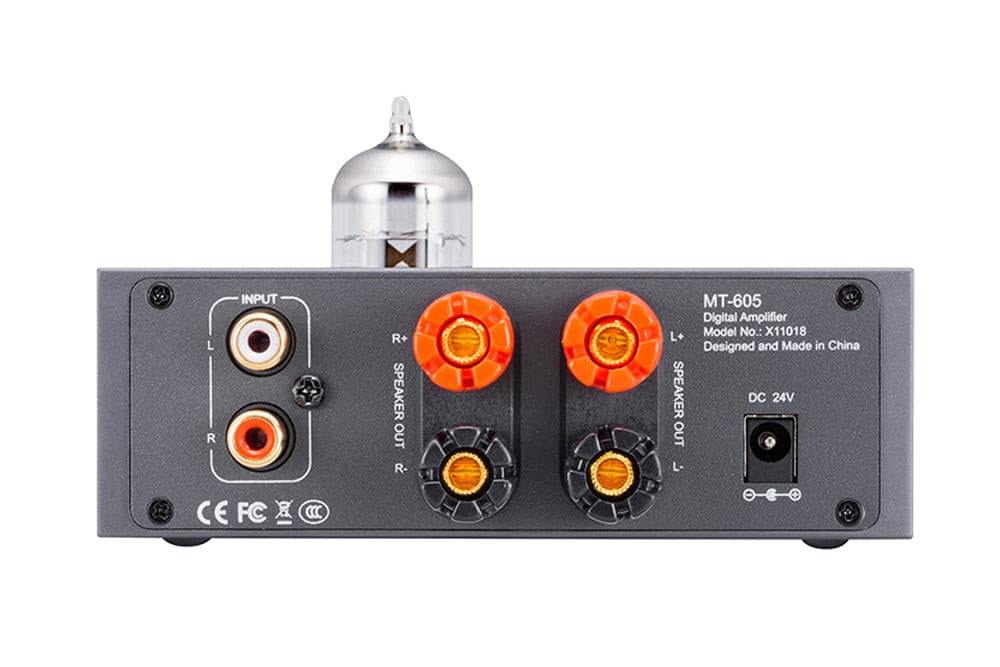 INPUT
L
R
CE FC CCC
R+
SPEAKER OUT
R-
L+
SPEAKER OUT
L-
MT-605
Digital Amplifier
Model No.: X11018
Designed and Made in China
DC 24V